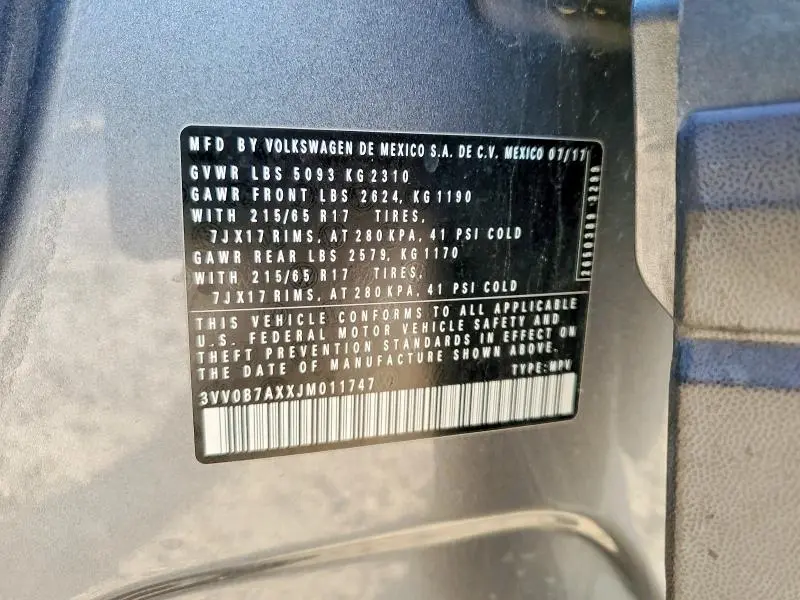 MFD BY VOLKSWAGEN DE MEXICO S.A. DE C.V. MEXICO 07/17
GVWR LBS 5093 KG 2310
GAWR FRONT LBS 2624, KG 1190
WITH 215/65 R17 TIRES,
7JX17 RIMS, AT 280 KPA, 41 PSI COLD
GAWR REAR LBS 2579, KG 1170
WITH 215/65 R17 TIRES,
7JX17 RIMS, AT 280 KPA, 41 PSI COLD
THIS VEHICLE CONFORMS TO ALL APPLICABLE
U.S. FEDERAL MOTOR VEHICLE SAFETY AND
THEFT PREVENTION STANDARDS IN EFFECT ON
THE DATE OF MANUFACTURE SHOWN ABOVE.
TYPE: MPV
3VV0B7AXXJM011747